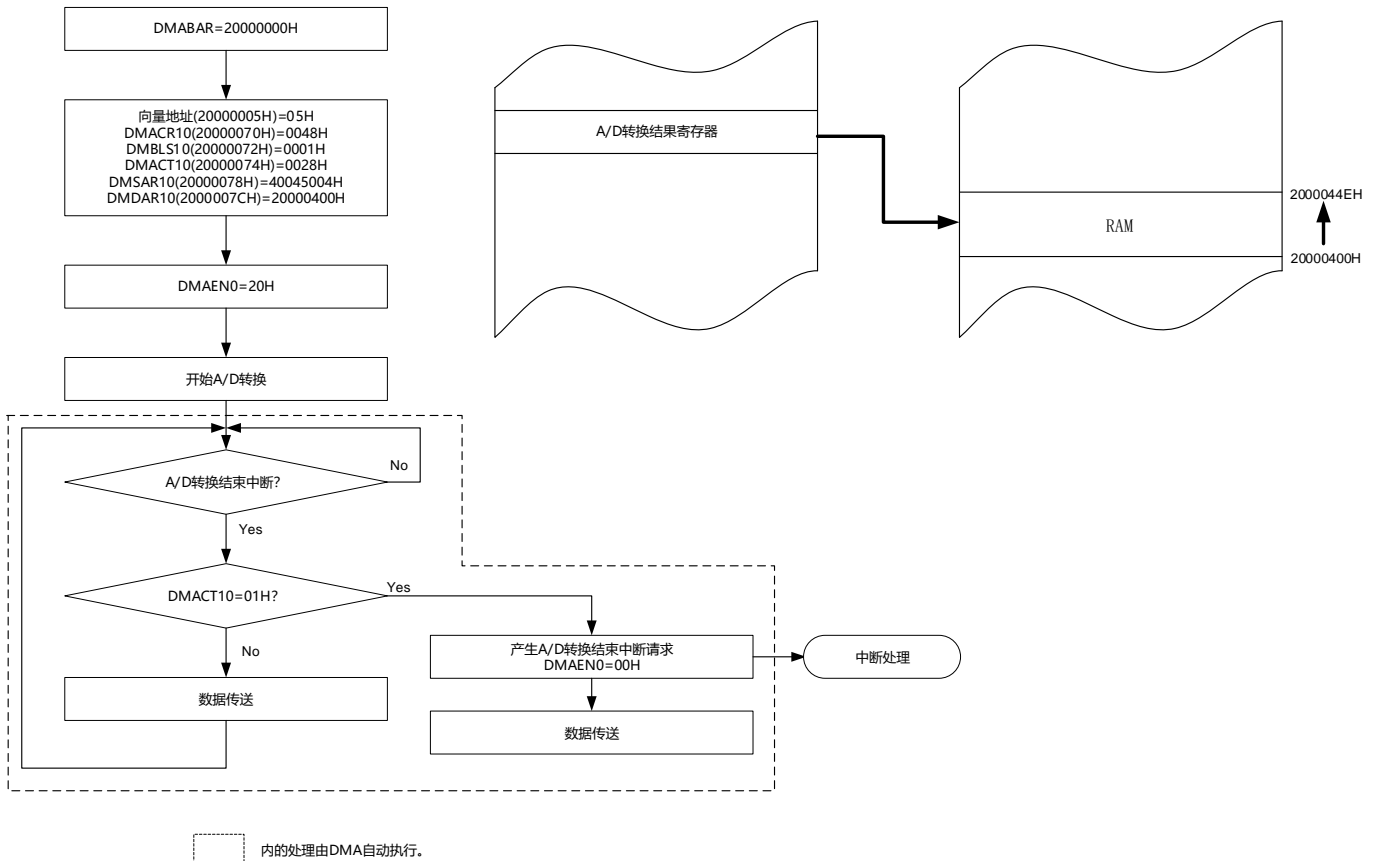 DMABAR=20000000H
向量地址(20000005H)=05H
DMACR10(20000070H)=0048H
DMBLS10(20000072H)=0001H
DMACT10(20000074H)=0028H
DMSAR10(20000078H)=40045004H
DMDAR10(2000007CH)=20000400H
DMAEN0=20H
开始A/D转换
A/D转换结束中断?
No
Yes
DMACT10=01H?
Yes
No
数据传送
产生A/D转换结束中断请求
DMAEN0=00H
数据传送
中断处理
A/D转换结果寄存器
RAM
2000044EH
20000400H
内的处理由DMA自动执行。